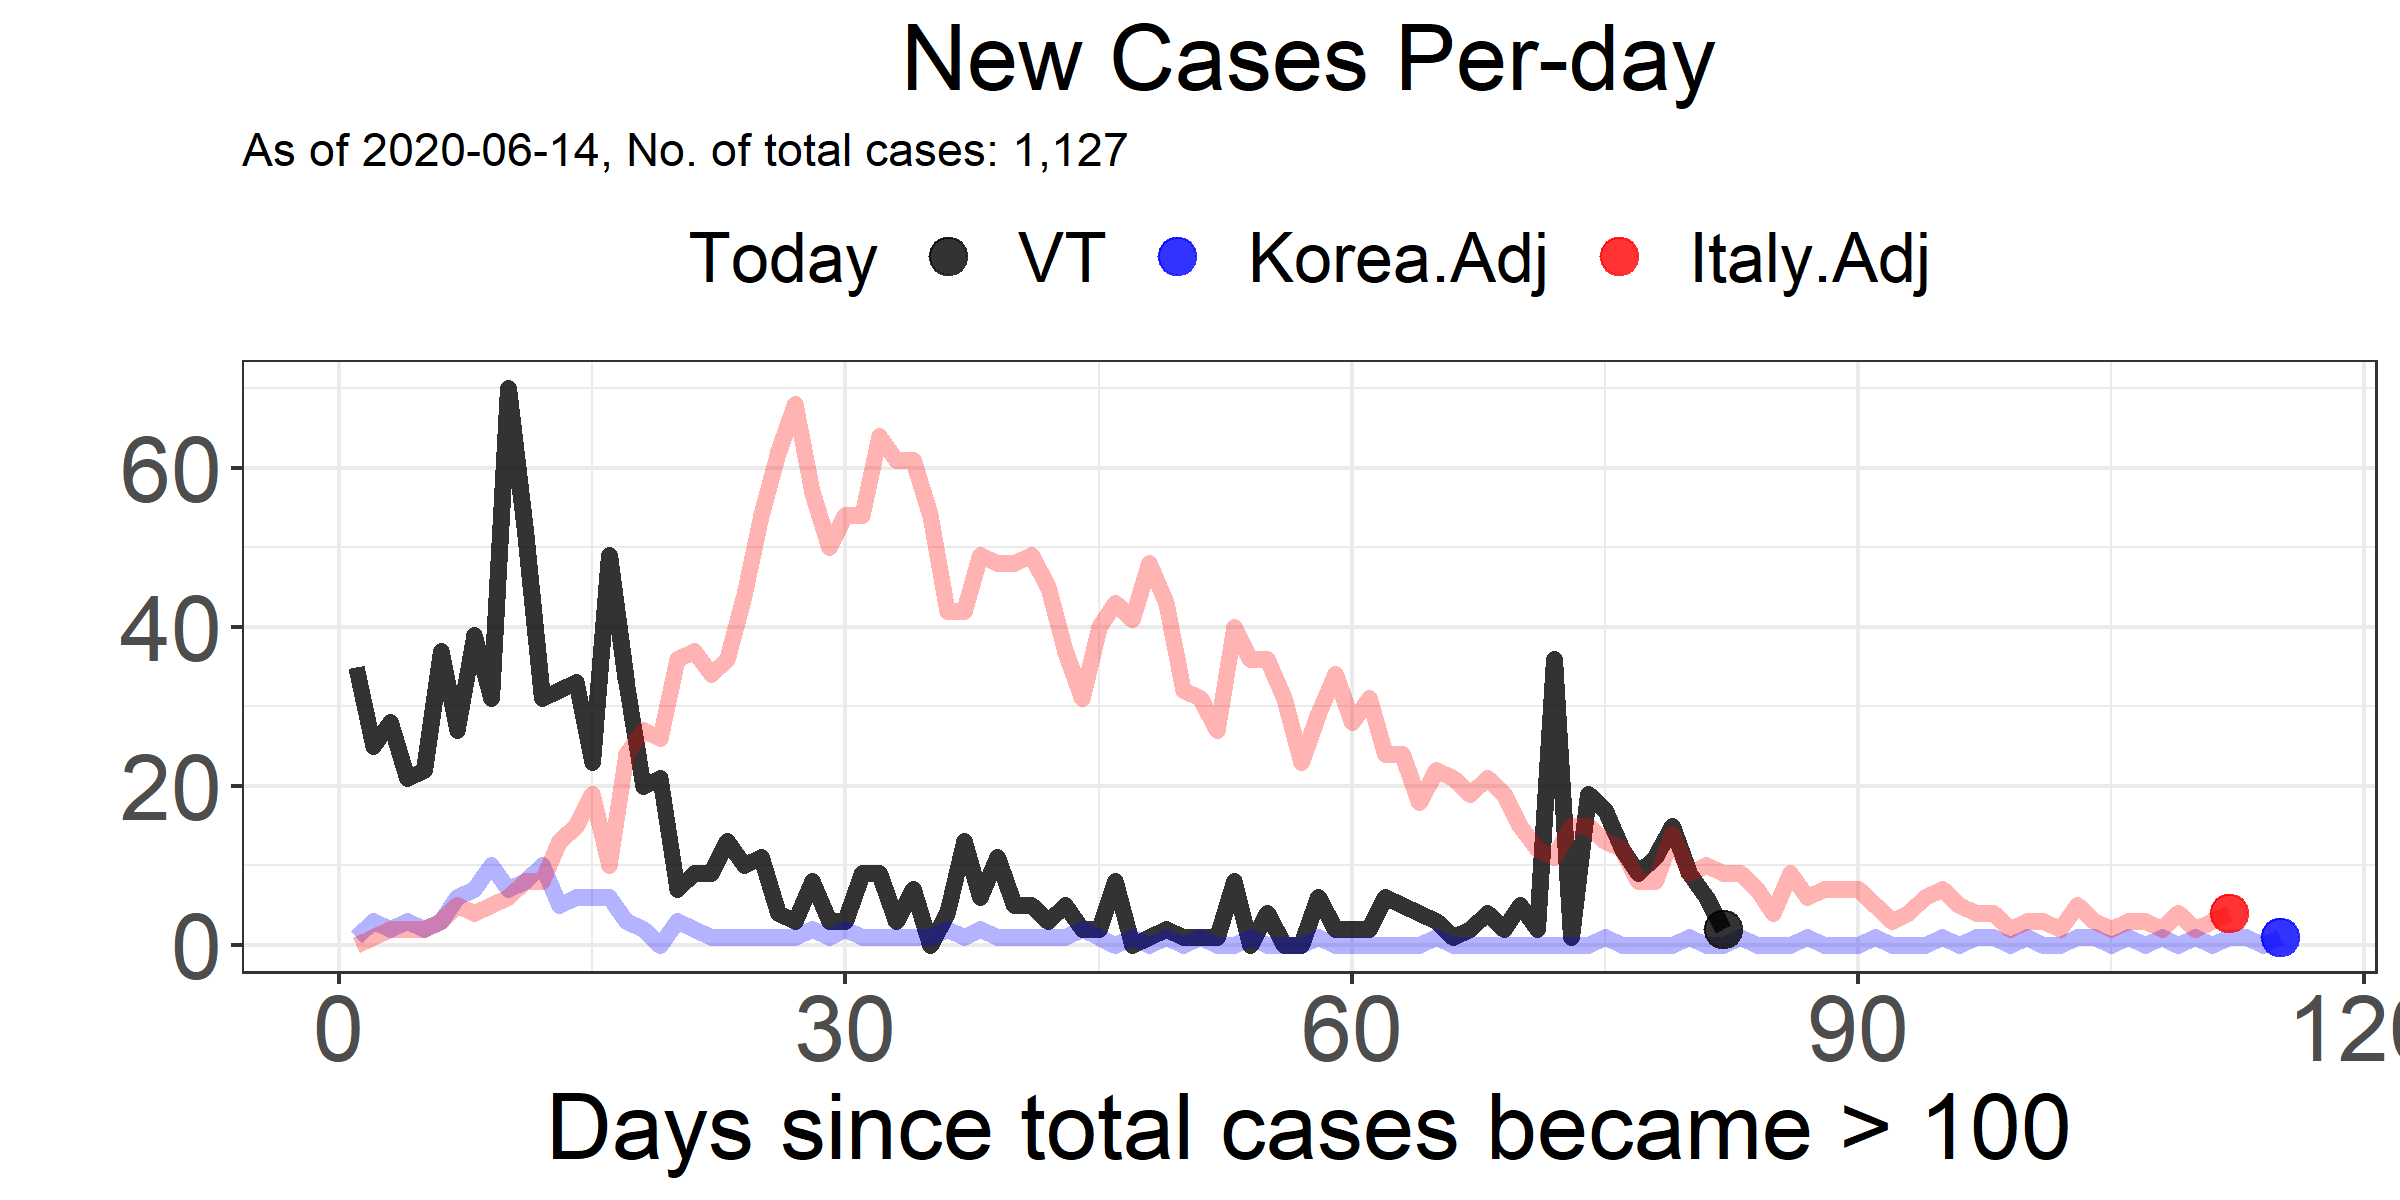 New Cases Per-day
As of 2020-06-14, No. of total cases: 1,127
Today VT Korea.Adj Italy.Adj
60
40
20
0
0 30 60 90 120
Days since total cases became > 100